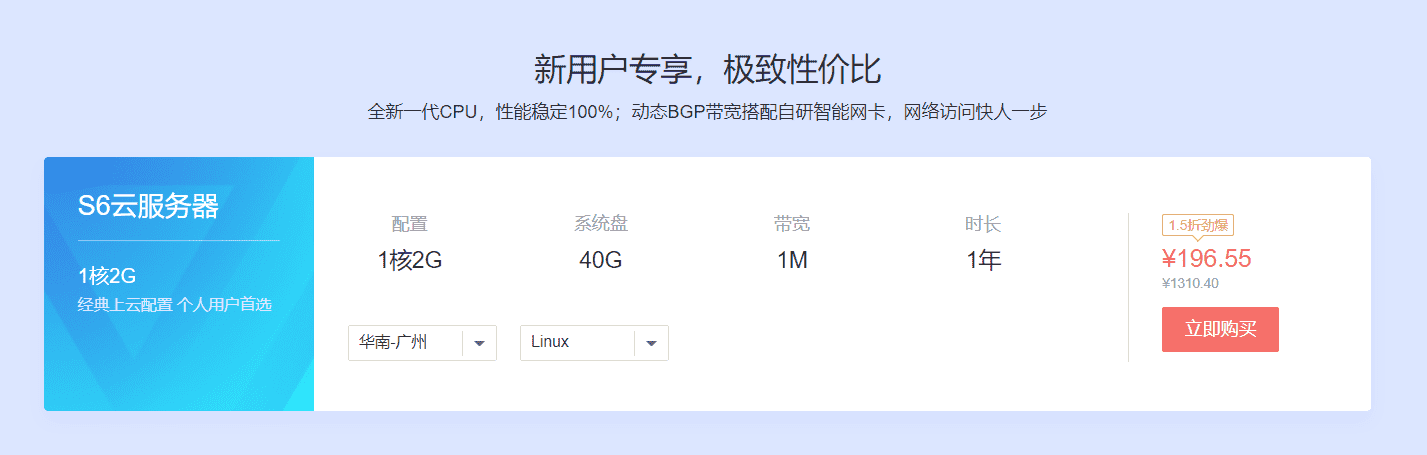 新用户专享，极致性价比
全新一代CPU，性能稳定100%；动态BGP带宽搭配自研智能网卡，网络访问快人一步
S6云服务器
1核2G
经典上云配置 个人用户首选
配置 系统盘 带宽 时长
1核2G 40G 1M 1年
华南-广州 Linux
1.5折劲爆
¥196.55
¥1310.40
立即购买